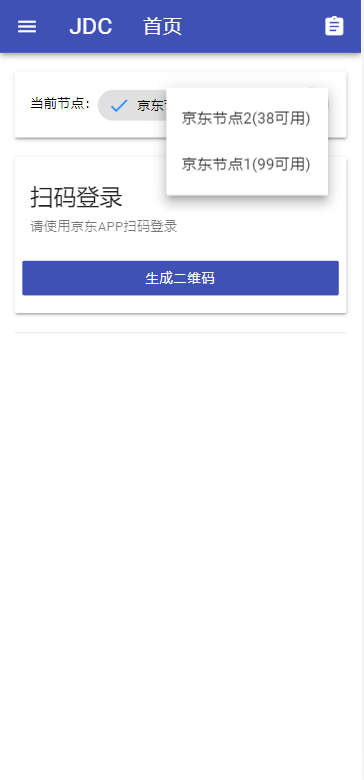 JDC 首页
当前节点: 京东
京东节点2(38可用)
京东节点1(99可用)
扫码登录
请使用京东APP扫码登录
生成二维码